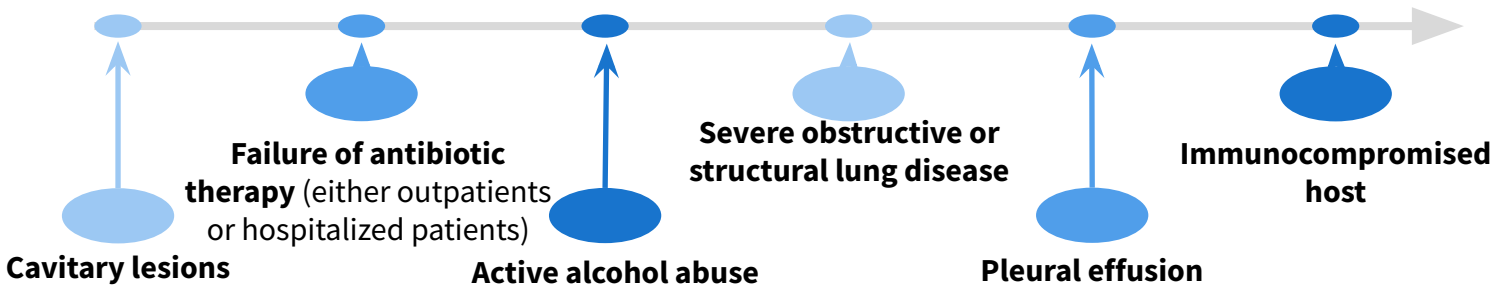 Cavitary lesions
Failure of antibiotic
therapy (either outpatients
or hospitalized patients)
Active alcohol abuse
Severe obstructive or
structural lung disease
Pleural effusion
Immunocompromised
host